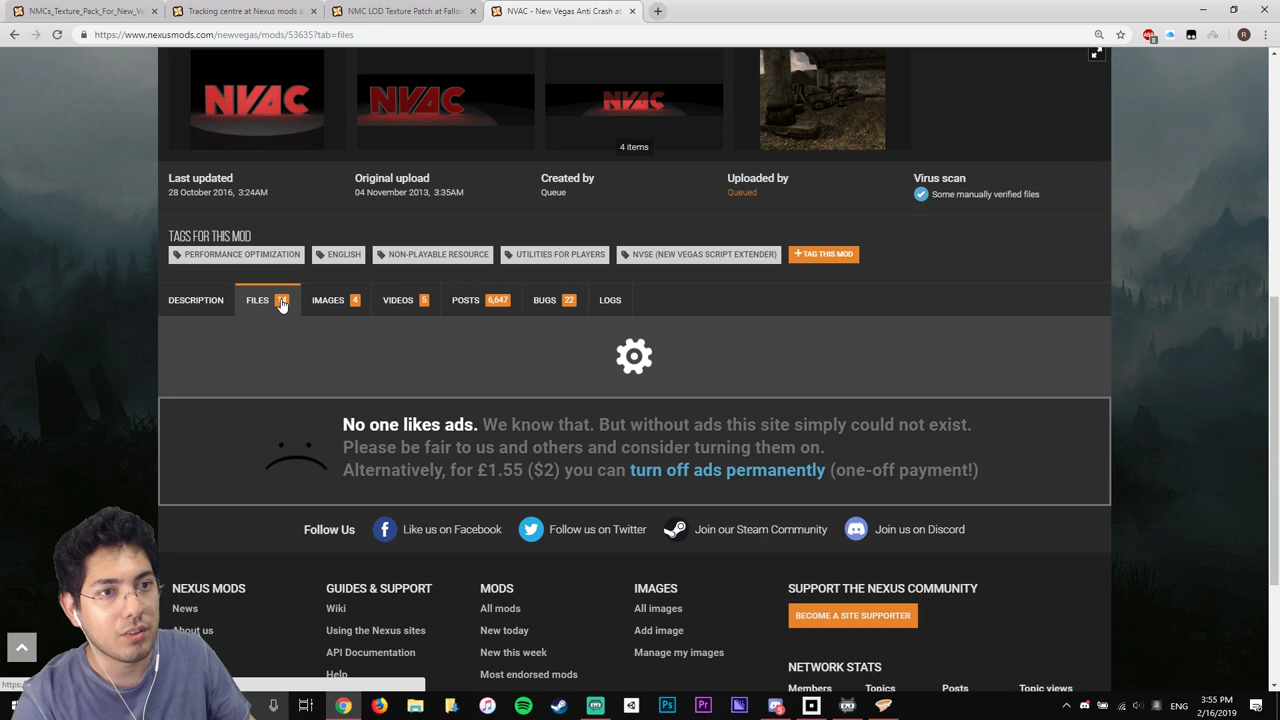 NMCs_Texture_Pack_For_New_V
Tracking centre at Nexus mods a
NMC LOD Texture Patch at Fallou
NVAC - New Vegas Anti Crash at
https://www.nexusmods.com/newvegas/mods/53635?tab=files
NVAC
NVAC
NVAC
4 items
Last updated
28 October 2016, 3:24AM
Original upload
04 November 2013, 3:35AM
Created by
Queue
Uploaded by
Queued
Virus scan
Some manually verified files
TAGS FOR THIS MOD
PERFORMANCE OPTIMIZATION
ENGLISH
NON-PLAYABLE RESOURCE
UTILITIES FOR PLAYERS
NVSE (NEW VEGAS SCRIPT EXTENDER)
+TAG THIS MOD
DESCRIPTION
FILES
IMAGES 4
VIDEOS 5
POSTS 6,647
BUGS 22
LOGS
No one likes ads. We know that. But without ads this site simply could not exist.
Please be fair to us and others and consider turning them on.
Alternatively, for £1.55 ($2) you can turn off ads permanently (one-off payment!)
Follow Us
Like us on Facebook
Follow us on Twitter
Join our Steam Community
Join us on Discord
NEXUS MODS
News
About us
GUIDES & SUPPORT
Wiki
Using the Nexus sites
API Documentation
Help
MODS
All mods
New today
New this week
Most endorsed mods
IMAGES
All images
Add image
Manage my images
SUPPORT THE NEXUS COMMUNITY
BECOME A SITE SUPPORTER
NETWORK STATS
Members
Topics
Posts
Topic views
https:
ENG
3:55 PM
2/16/2019